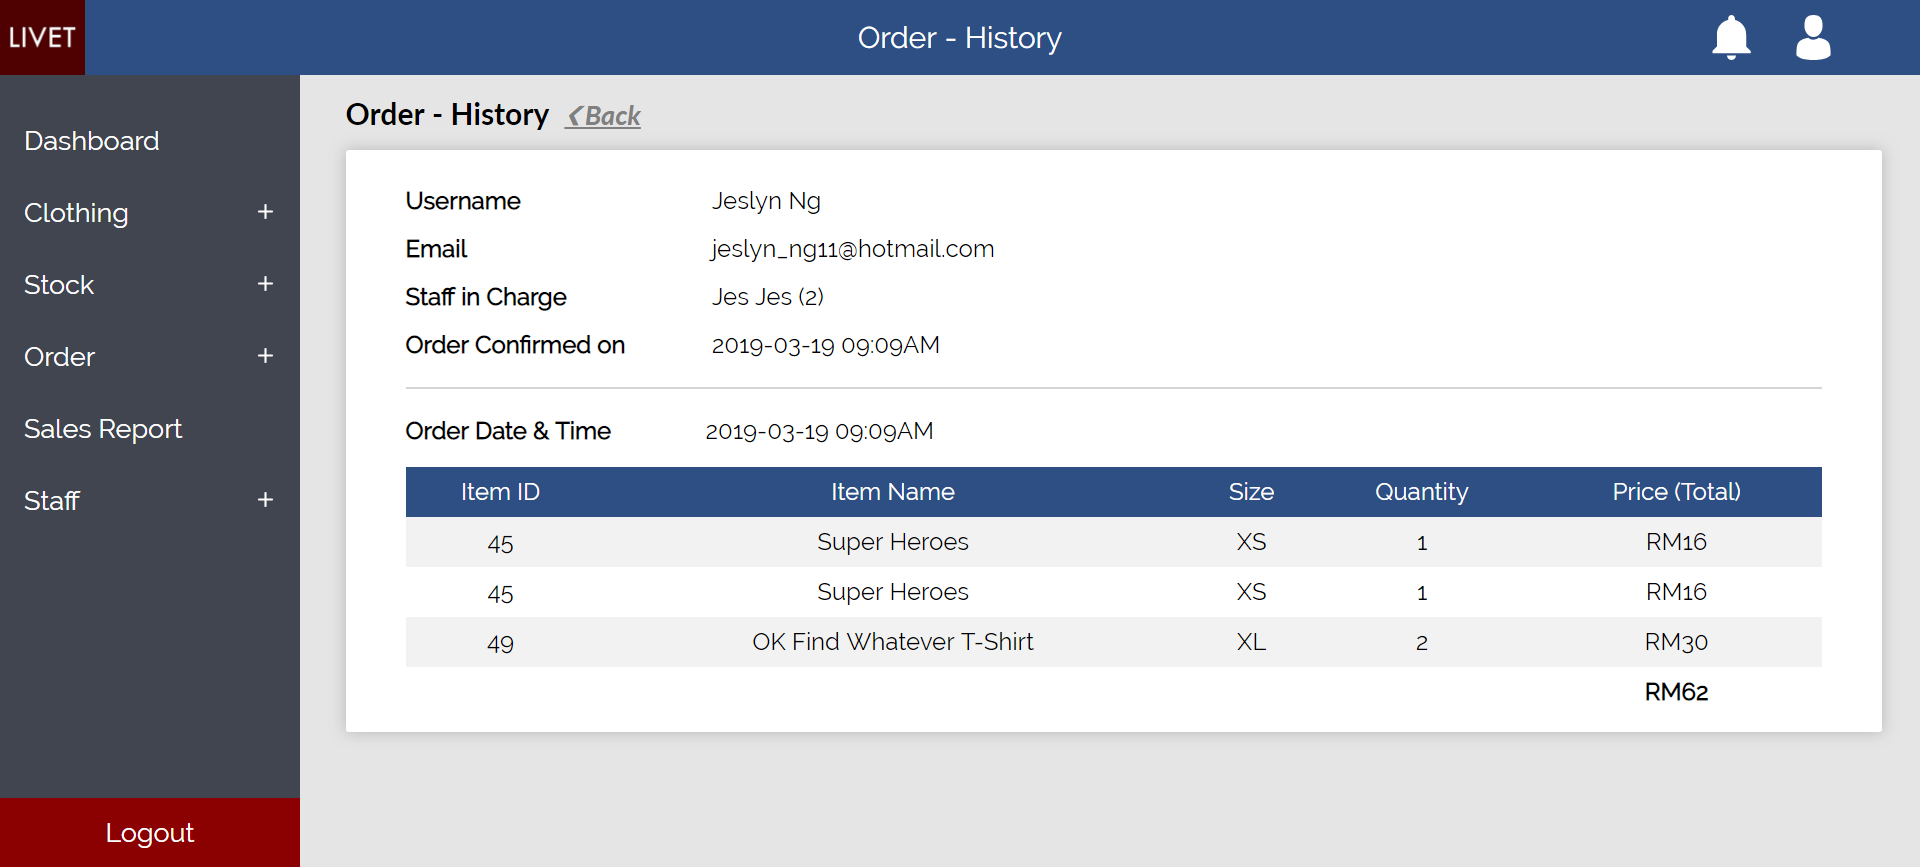 LIVET
Order - History
Dashboard
Clothing +
Stock +
Order +
Sales Report
Staff +
Logout
Order - History ❮Back
Username Jeslyn Ng
Email jeslyn_ng11@hotmail.com
Staff in Charge Jes Jes (2)
Order Confirmed on 2019-03-19 09:09AM
Order Date & Time 2019-03-19 09:09AM
Item ID Item Name Size Quantity Price (Total)
45 Super Heroes XS 1 RM16
45 Super Heroes XS 1 RM16
49 OK Find Whatever T-Shirt XL 2 RM30
RM62